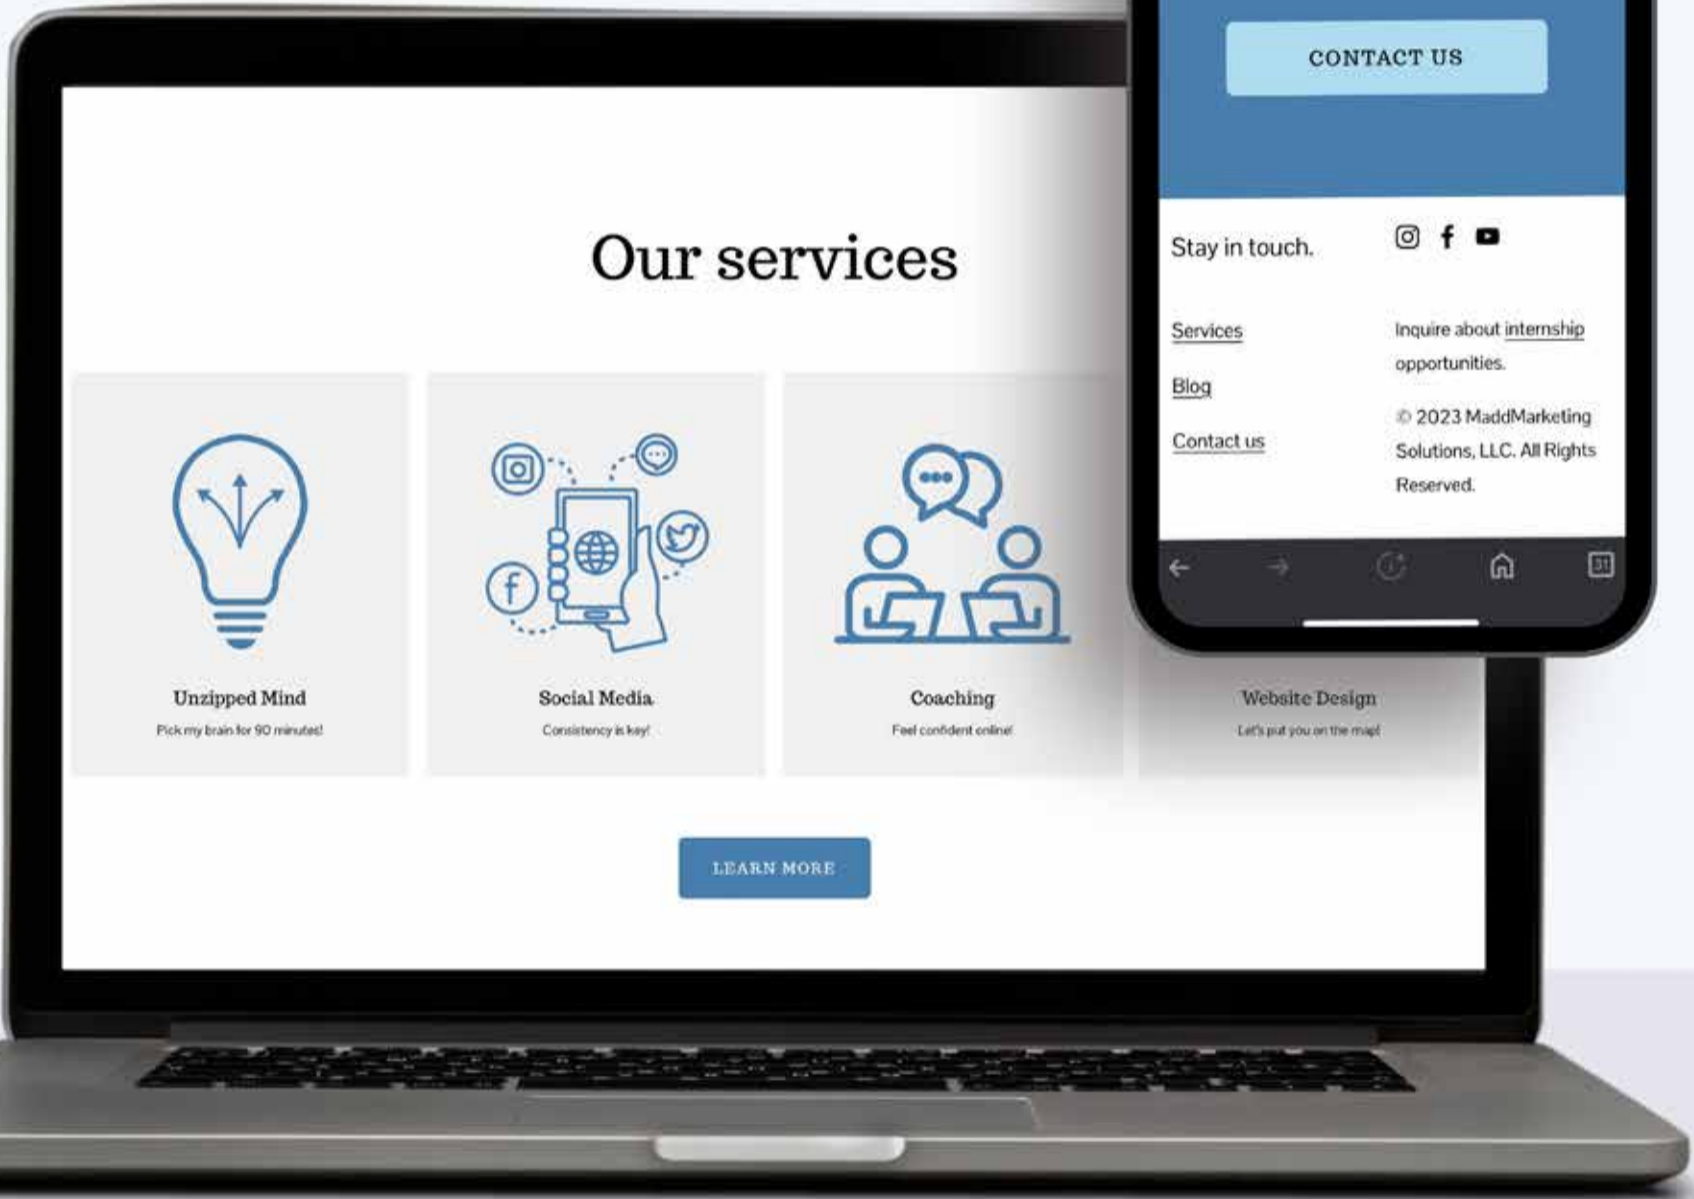 Our services
Unzipped Mind
Pick my brain for 90 minutes!
Social Media
Consistency is key!
Coaching
Feel confident online!
Website Design
Let's put you on the map!
LEARN MORE
CONTACT US
Stay in touch.
f
Services
Blog
Contact us
Inquire about internship
opportunities.
© 2023 MaddMarketing
Solutions, LLC. All Rights
Reserved.
31